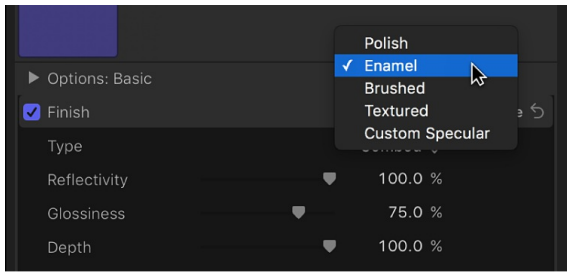 Polish
✓ Enamel
Brushed
Options: Basic
Textured
Finish
Custom Specular
Type
Reflectivity 100.0 %
Glossiness 75.0 %
Depth 100.0 %